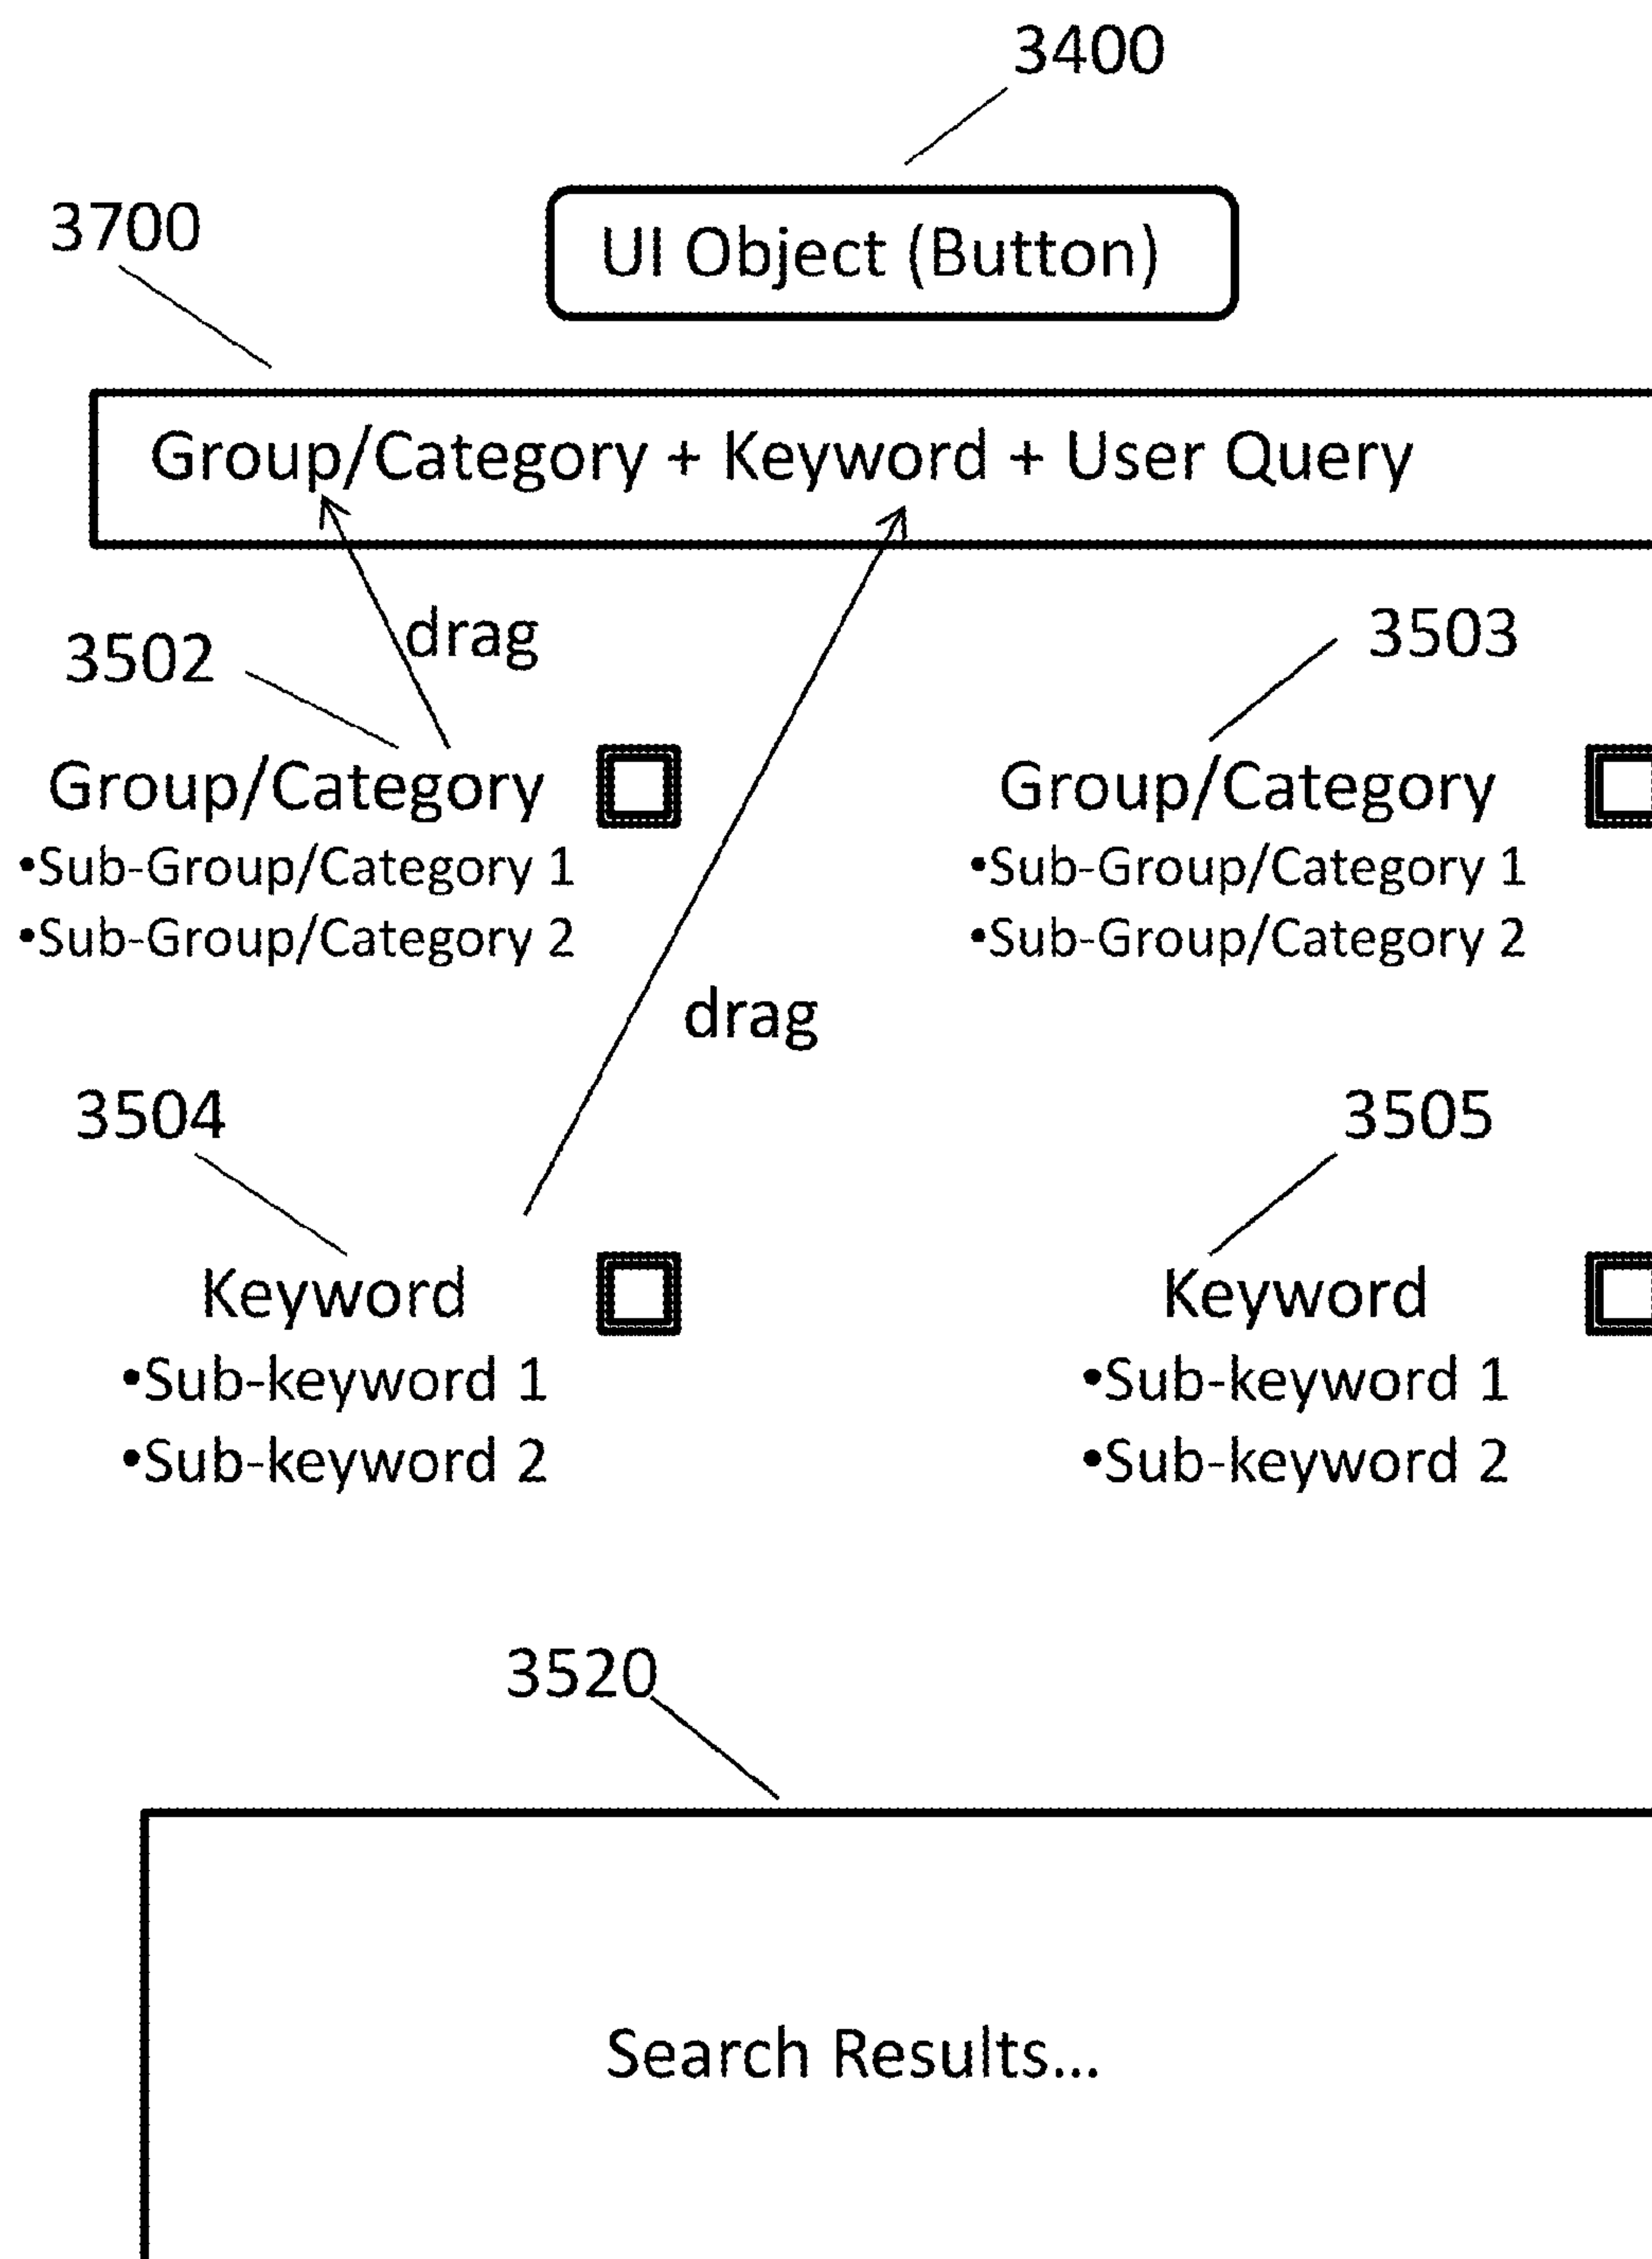 3400
3700
UI Object (Button)
Group/Category + Keyword + User Query
drag
3502
3503
Group/Category
Group/Category
•Sub-Group/Category 1
•Sub-Group/Category 1
•Sub-Group/Category 2
•Sub-Group/Category 2
drag
3504
3505
Keyword
Keyword
•Sub-keyword 1
•Sub-keyword 1
•Sub-keyword 2
•Sub-keyword 2
3520
Search Results...